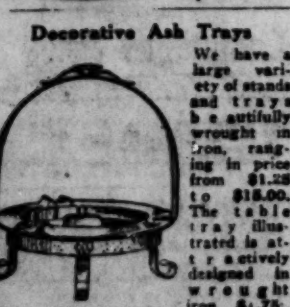 Decorative Ash Trays
We have a
large vari-
ety of stands
and trays
beautifully
wrought in
iron, rang-
ing in price
from $1.25
to $15.00.
The table
tray illus-
trated is at-
tractively
designed in
wrought
iron